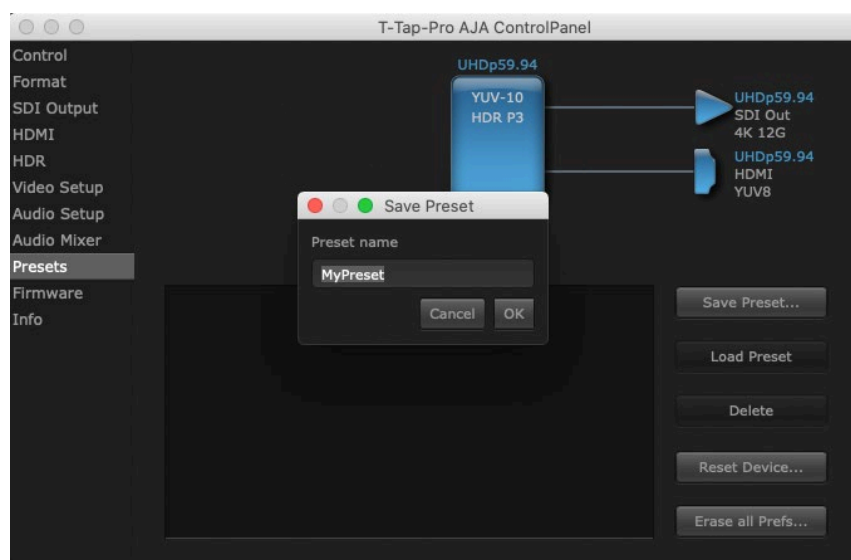 T-Tap-Pro AJA ControlPanel
Control
Format
SDI Output
HDMI
HDR
Video Setup
Audio Setup
Audio Mixer
Presets
Firmware
Info
UHDp59.94
YUV-10
HDR P3
UHDp59.94
SDI Out
4K 12G
UHDp59.94
HDMI
YUV8
Save Preset
Preset name
MyPreset
Cancel OK
Save Preset...
Load Preset
Delete
Reset Device...
Erase all Prefs...